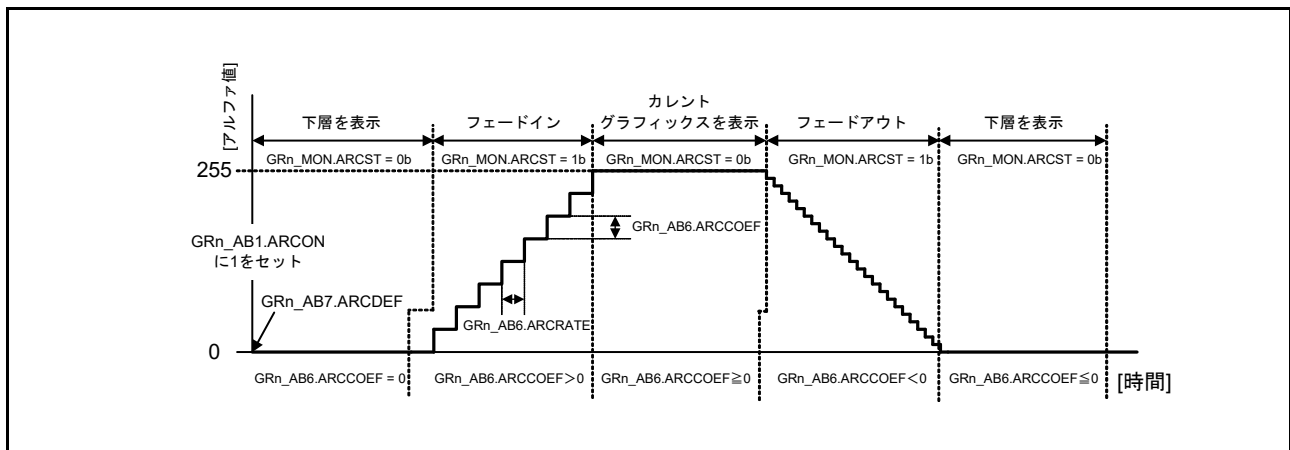 [アルファ値]
カレント
下層を表示 フェードイン グラフィックスを表示 フェードアウト 下層を表示
GRn_MON.ARCST = 0b GRn_MON.ARCST = 1b GRn_MON.ARCST = 0b GRn_MON.ARCST = 1b GRn_MON.ARCST = 0b
255
GRn_AB6.ARCCOEF
GRn_AB1.ARCON
に1をセット
GRn_AB7.ARCDEF
GRn_AB6.ARCRATE
0
GRn_AB6.ARCCOEF = 0 GRn_AB6.ARCCOEF＞0 GRn_AB6.ARCCOEF≧0 GRn_AB6.ARCCOEF＜0 GRn_AB6.ARCCOEF≦0 [時間]